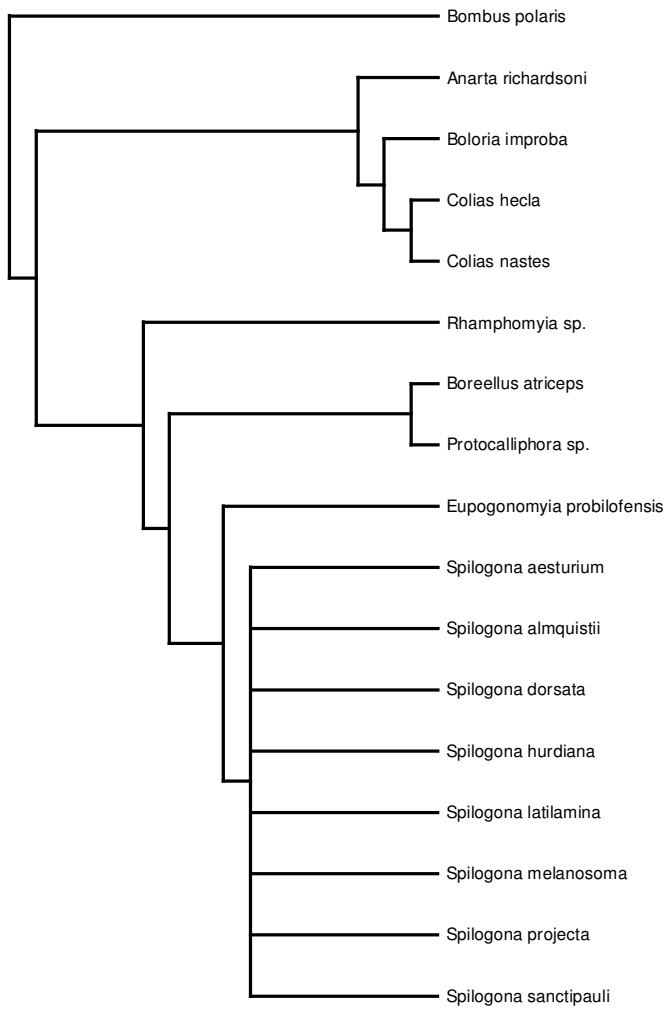 Bombus polaris
Anarta richardsoni
Boloria improba
Colias hecla
Colias nastes
Rhamphomyia sp.
Boreellus atriceps
Protocalliphora sp.
Eupogonomyia probilofensis
Spilogona aesturium
Spilogona almquistii
Spilogona dorsata
Spilogona hurdiana
Spilogona latilamina
Spilogona melanosoma
Spilogona projecta
Spilogona sanctipauli